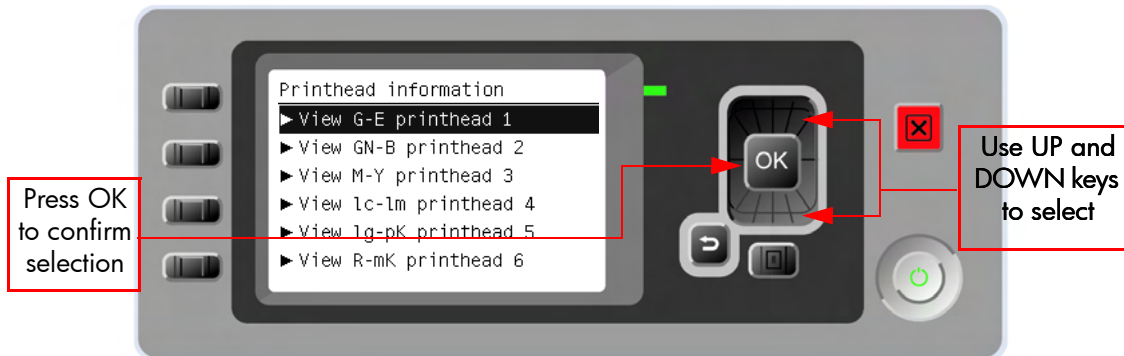 Printhead information
View G-E printhead 1
View GN-B printhead 2
View M-Y printhead 3
View lc-lm printhead 4
View lg-pK printhead 5
View R-mK printhead 6
OK
Press OK
to confirm
selection
Use UP and
DOWN keys
to select